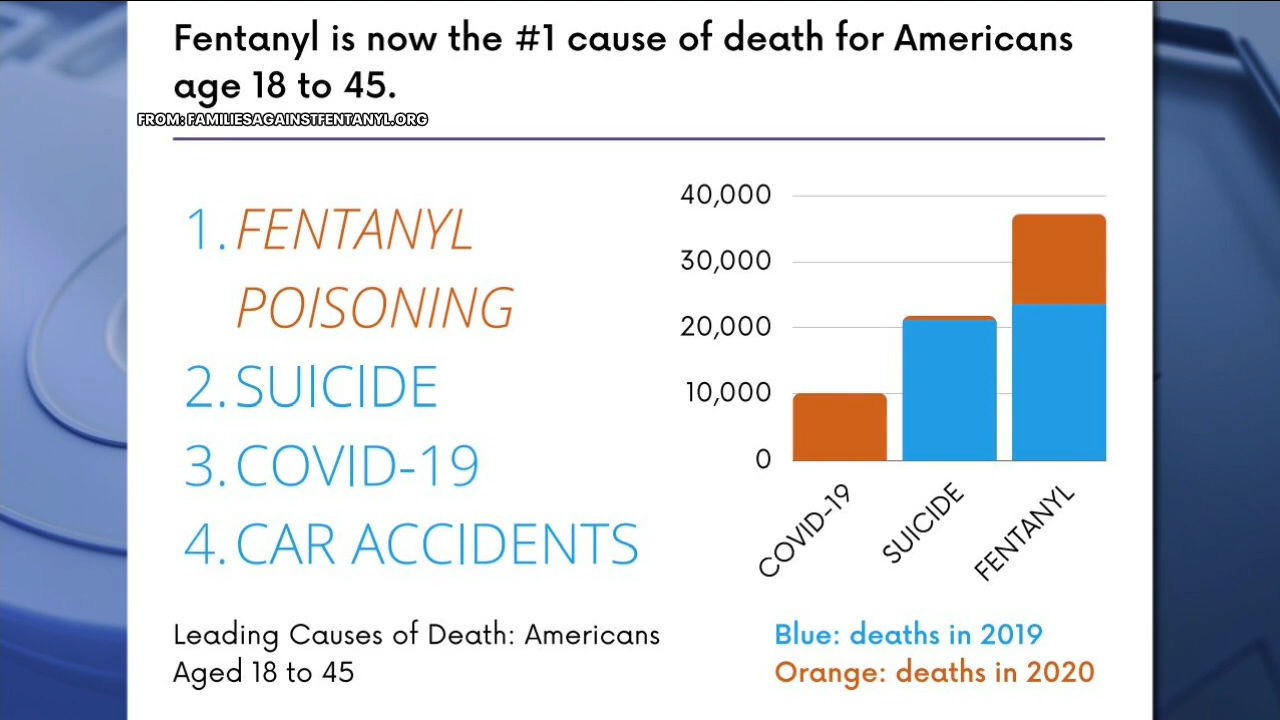 Fentanyl is now the #1 cause of death for Americans
age 18 to 45.
FROM: FAMILIESAGAINSTFENTANYL.ORG
1. FENTANYL
POISONING
2. SUICIDE
3. COVID-19
4. CAR ACCIDENTS
40,000
30,000
20,000
10,000
0
COVID-19
SUICIDE
FENTANYL
Leading Causes of Death: Americans
Aged 18 to 45
Blue: deaths in 2019
Orange: deaths in 2020